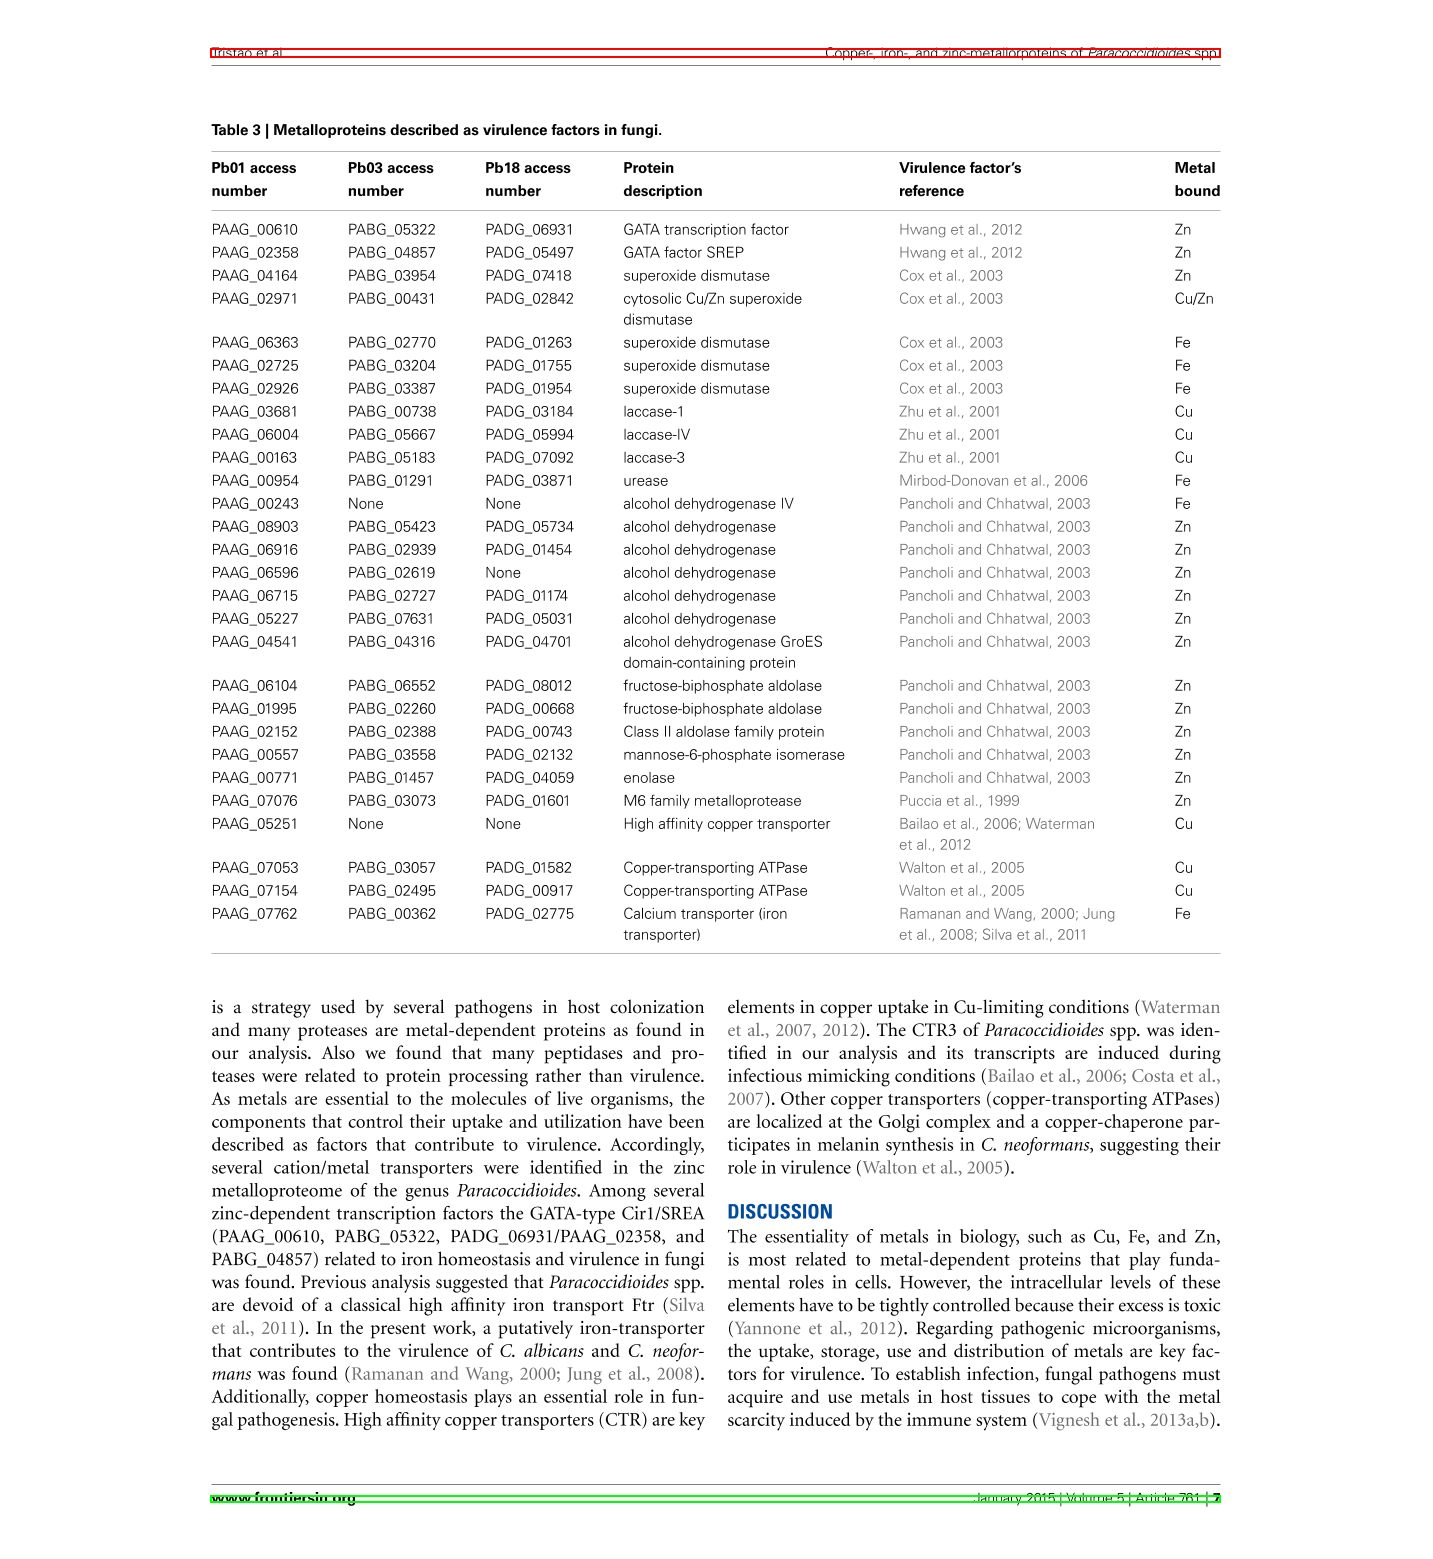 Tristão et al. Copper-, iron-, and zinc-metallorpoteins of Paracoccidioides spp.
Table 3 | Metalloproteins described as virulence factors in fungi.
Pb01 access Pb03 access Pb18 access Protein Virulence factor's Metal
number number number description reference bound
PAAG_00610 PABG_05322 PADG_06931 GATA transcription factor Hwang et al., 2012 Zn
PAAG_02358 PABG_04857 PADG_05497 GATA factor SREP Hwang et al., 2012 Zn
PAAG_04164 PABG_03954 PADG_07418 superoxide dismutase Cox et al., 2003 Zn
PAAG_02971 PABG_00431 PADG_02842 cytosolic Cu/Zn superoxide Cox et al., 2003 Cu/Zn
dismutase
PAAG_06363 PABG_02770 PADG_01263 superoxide dismutase Cox et al., 2003 Fe
PAAG_02725 PABG_03204 PADG_01755 superoxide dismutase Cox et al., 2003 Fe
PAAG_02926 PABG_03387 PADG_01954 superoxide dismutase Cox et al., 2003 Fe
PAAG_03681 PABG_00738 PADG_03184 laccase-1 Zhu et al., 2001 Cu
PAAG_06004 PABG_05667 PADG_05994 laccase-IV Zhu et al., 2001 Cu
PAAG_00163 PABG_05183 PADG_07092 laccase-3 Zhu et al., 2001 Cu
PAAG_00954 PABG_01291 PADG_03871 urease Mirbod-Donovan et al., 2006 Fe
PAAG_00243 None None alcohol dehydrogenase IV Pancholi and Chhatwal, 2003 Fe
PAAG_08903 PABG_05423 PADG_05734 alcohol dehydrogenase Pancholi and Chhatwal, 2003 Zn
PAAG_06916 PABG_02939 PADG_01454 alcohol dehydrogenase Pancholi and Chhatwal, 2003 Zn
PAAG_06596 PABG_02619 None alcohol dehydrogenase Pancholi and Chhatwal, 2003 Zn
PAAG_06715 PABG_02727 PADG_01174 alcohol dehydrogenase Pancholi and Chhatwal, 2003 Zn
PAAG_05227 PABG_07631 PADG_05031 alcohol dehydrogenase Pancholi and Chhatwal, 2003 Zn
PAAG_04541 PABG_04316 PADG_04701 alcohol dehydrogenase GroES Pancholi and Chhatwal, 2003 Zn
domain-containing protein
PAAG_06104 PABG_06552 PADG_08012 fructose-biphosphate aldolase Pancholi and Chhatwal, 2003 Zn
PAAG_01995 PABG_02260 PADG_00668 fructose-biphosphate aldolase Pancholi and Chhatwal, 2003 Zn
PAAG_02152 PABG_02388 PADG_00743 Class II aldolase family protein Pancholi and Chhatwal, 2003 Zn
PAAG_00557 PABG_03558 PADG_02132 mannose-6-phosphate isomerase Pancholi and Chhatwal, 2003 Zn
PAAG_00771 PABG_01457 PADG_04059 enolase Pancholi and Chhatwal, 2003 Zn
PAAG_07076 PABG_03073 PADG_01601 M6 family metalloprotease Puccia et al., 1999 Zn
PAAG_05251 None None High affinity copper transporter Bailao et al., 2006; Waterman Cu
et al., 2012
PAAG_07053 PABG_03057 PADG_01582 Copper-transporting ATPase Walton et al., 2005 Cu
PAAG_07154 PABG_02495 PADG_00917 Copper-transporting ATPase Walton et al., 2005 Cu
PAAG_07762 PABG_00362 PADG_02775 Calcium transporter (iron Ramanan and Wang, 2000; Jung Fe
transporter) et al., 2008; Silva et al., 2011
is a strategy used by several pathogens in host colonization
and many proteases are metal-dependent proteins as found in
our analysis. Also we found that many peptidases and pro-
teases were related to protein processing rather than virulence.
As metals are essential to the molecules of live organisms, the
components that control their uptake and utilization have been
described as factors that contribute to virulence. Accordingly,
several cation/metal transporters were identified in the zinc
metalloproteome of the genus Paracoccidioides. Among several
zinc-dependent transcription factors the GATA-type Cir1/SREA
(PAAG_00610, PABG_05322, PADG_06931/PAAG_02358, and
PABG_04857) related to iron homeostasis and virulence in fungi
was found. Previous analysis suggested that Paracoccidioides spp.
are devoid of a classical high affinity iron transport Ftr (Silva
et al., 2011). In the present work, a putatively iron-transporter
that contributes to the virulence of C. albicans and C. neofor-
mans was found (Ramanan and Wang, 2000; Jung et al., 2008).
Additionally, copper homeostasis plays an essential role in fun-
gal pathogenesis. High affinity copper transporters (CTR) are key
elements in copper uptake in Cu-limiting conditions (Waterman
et al., 2007, 2012). The CTR3 of Paracoccidioides spp. was iden-
tified in our analysis and its transcripts are induced during
infectious mimicking conditions (Bailao et al., 2006; Costa et al.,
2007). Other copper transporters (copper-transporting ATPases)
are localized at the Golgi complex and a copper-chaperone par-
ticipates in melanin synthesis in C. neoformans, suggesting their
role in virulence (Walton et al., 2005).
DISCUSSION
The essentiality of metals in biology, such as Cu, Fe, and Zn,
is most related to metal-dependent proteins that play funda-
mental roles in cells. However, the intracellular levels of these
elements have to be tightly controlled because their excess is toxic
(Yannone et al., 2012). Regarding pathogenic microorganisms,
the uptake, storage, use and distribution of metals are key fac-
tors for virulence. To establish infection, fungal pathogens must
acquire and use metals in host tissues to cope with the metal
scarcity induced by the immune system (Vignesh et al., 2013a,b).
www.frontiersin.org January 2015 | Volume 5 | Article 761 | 7